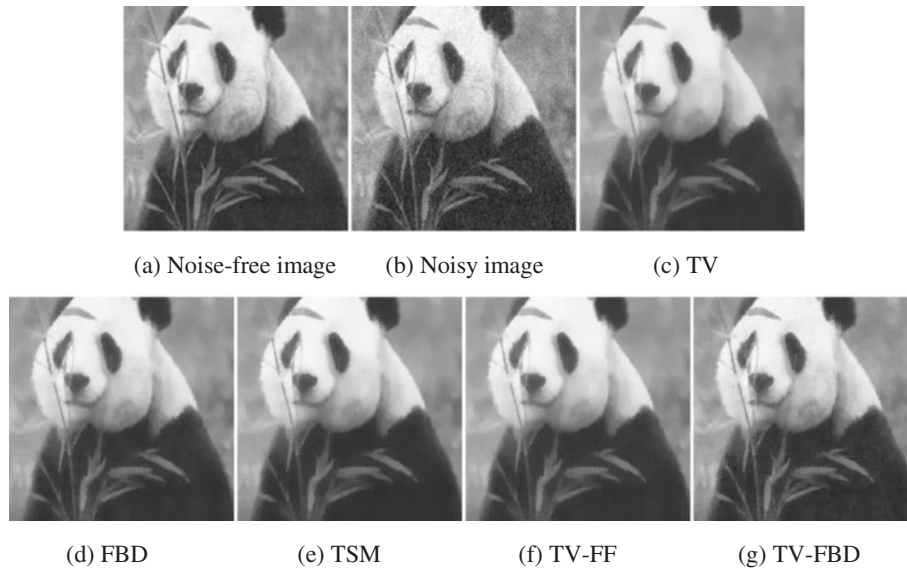 (a) Noise-free image
(b) Noisy image
(c) TV
(d) FBD
(e) TSM
(f) TV-FF
(g) TV-FBD